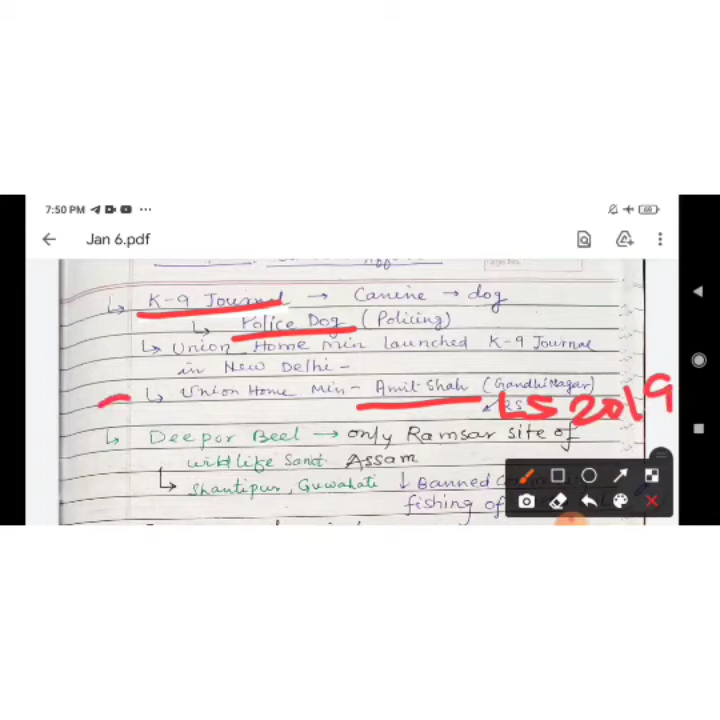 7:50 PM
69
Jan 6.pdf
K-9 Journal → Canine → dog
Police Dog (Policing)
Union Home Min launched K-9 Journal
in New Delhi -
Union Home Min - Amit Shah (GandhiNagar)
RS LS 2019
Deepor Beel → only Ramsar site of
wildlife Sanct. Assam
Shantipur, Guwahati ↓ Banned
fishing of